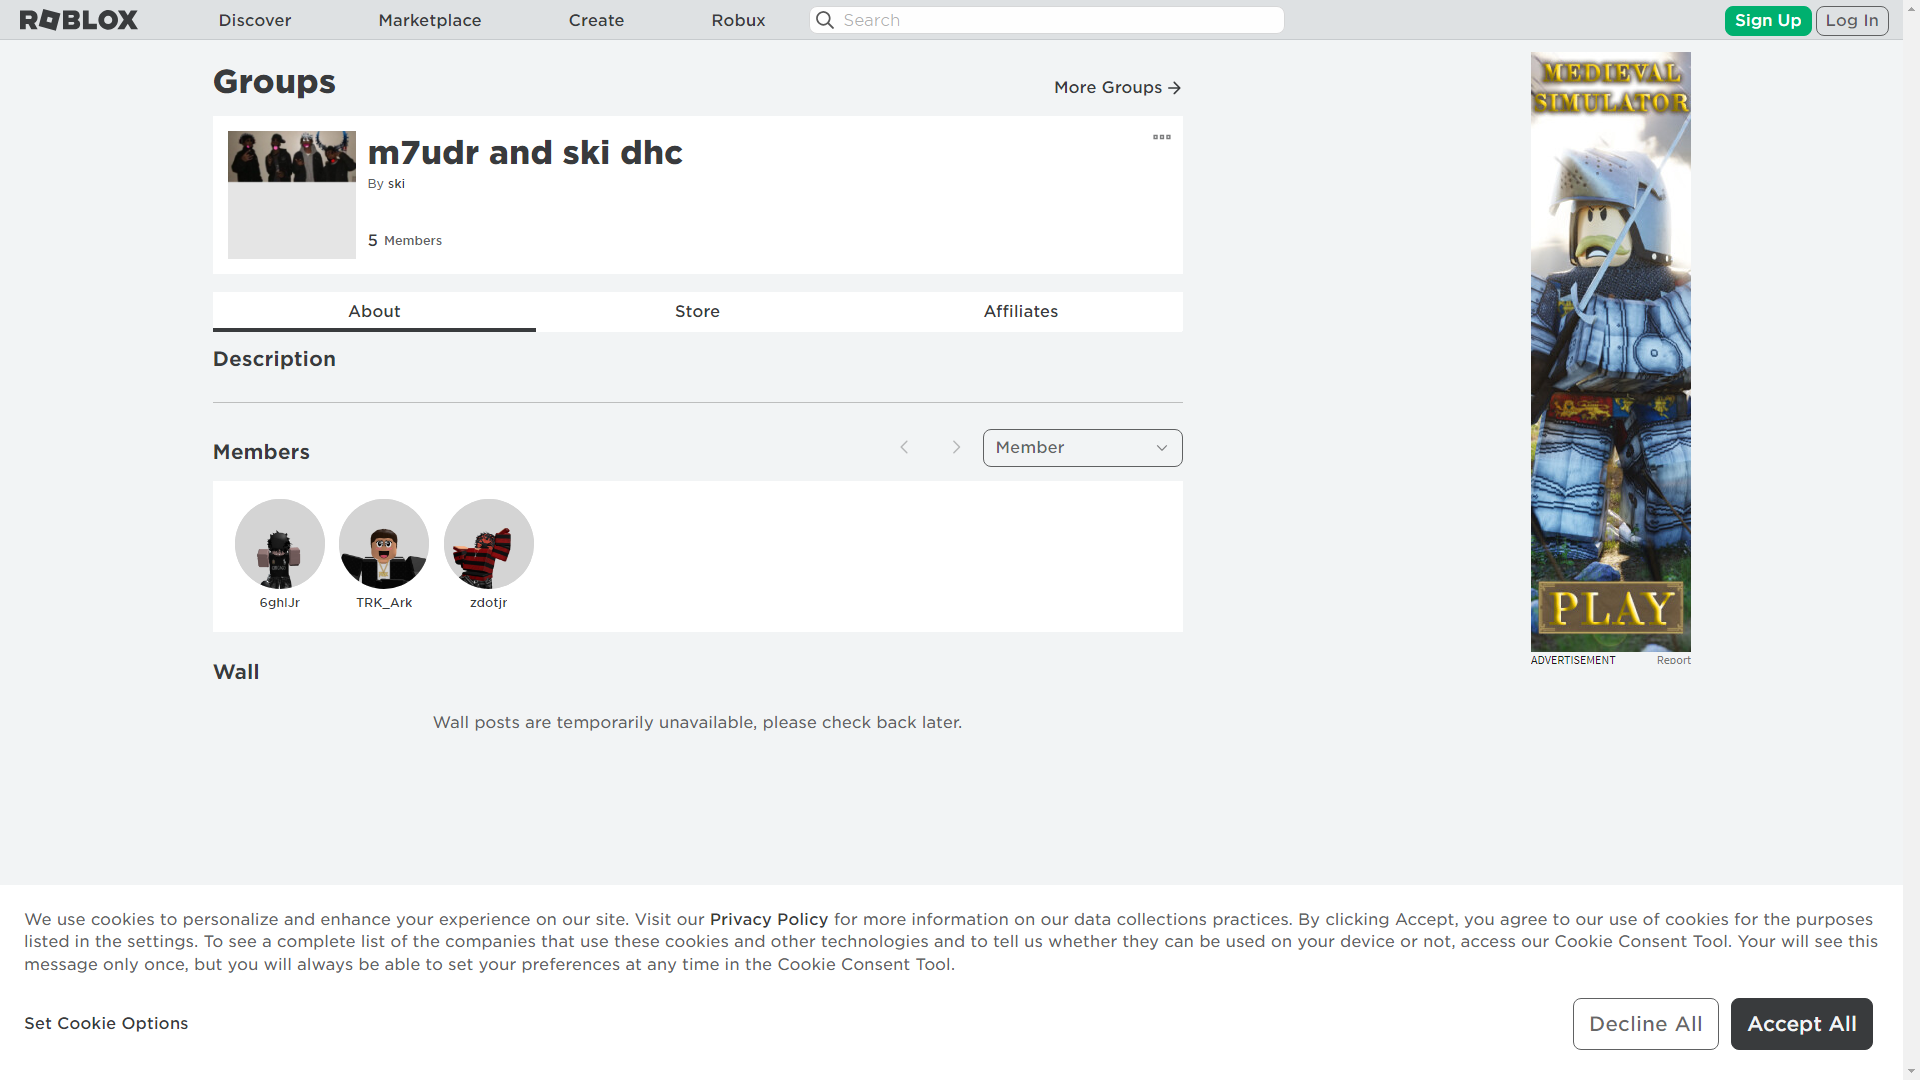 ROBLOX
Discover
Marketplace
Create
Robux
Search
Sign Up
Log In
Groups
More Groups →
m7udr and ski dhc
By ski
5 Members
About
Store
Affiliates
Description
Members
Member
6ghlJr
TRK_Ark
zdotjr
Wall
Wall posts are temporarily unavailable, please check back later.
MEDIEVAL
SIMULATOR
PLAY
ADVERTISEMENT
Report
We use cookies to personalize and enhance your experience on our site. Visit our Privacy Policy for more information on our data collections practices. By clicking Accept, you agree to our use of cookies for the purposes
listed in the settings. To see a complete list of the companies that use these cookies and other technologies and to tell us whether they can be used on your device or not, access our Cookie Consent Tool. Your will see this
message only once, but you will always be able to set your preferences at any time in the Cookie Consent Tool.
Set Cookie Options
Decline All
Accept All